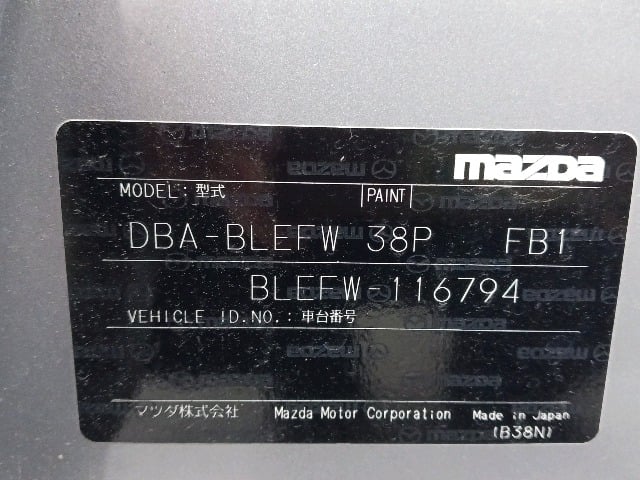 mazda
MODEL: 型式 PAINT
DBA-BLEFW 38P FB1
BLEFW-116794
VEHICLE ID.NO.: 車台番号
マツダ株式会社 Mazda Motor Corporation Made in Japan
(B38N)